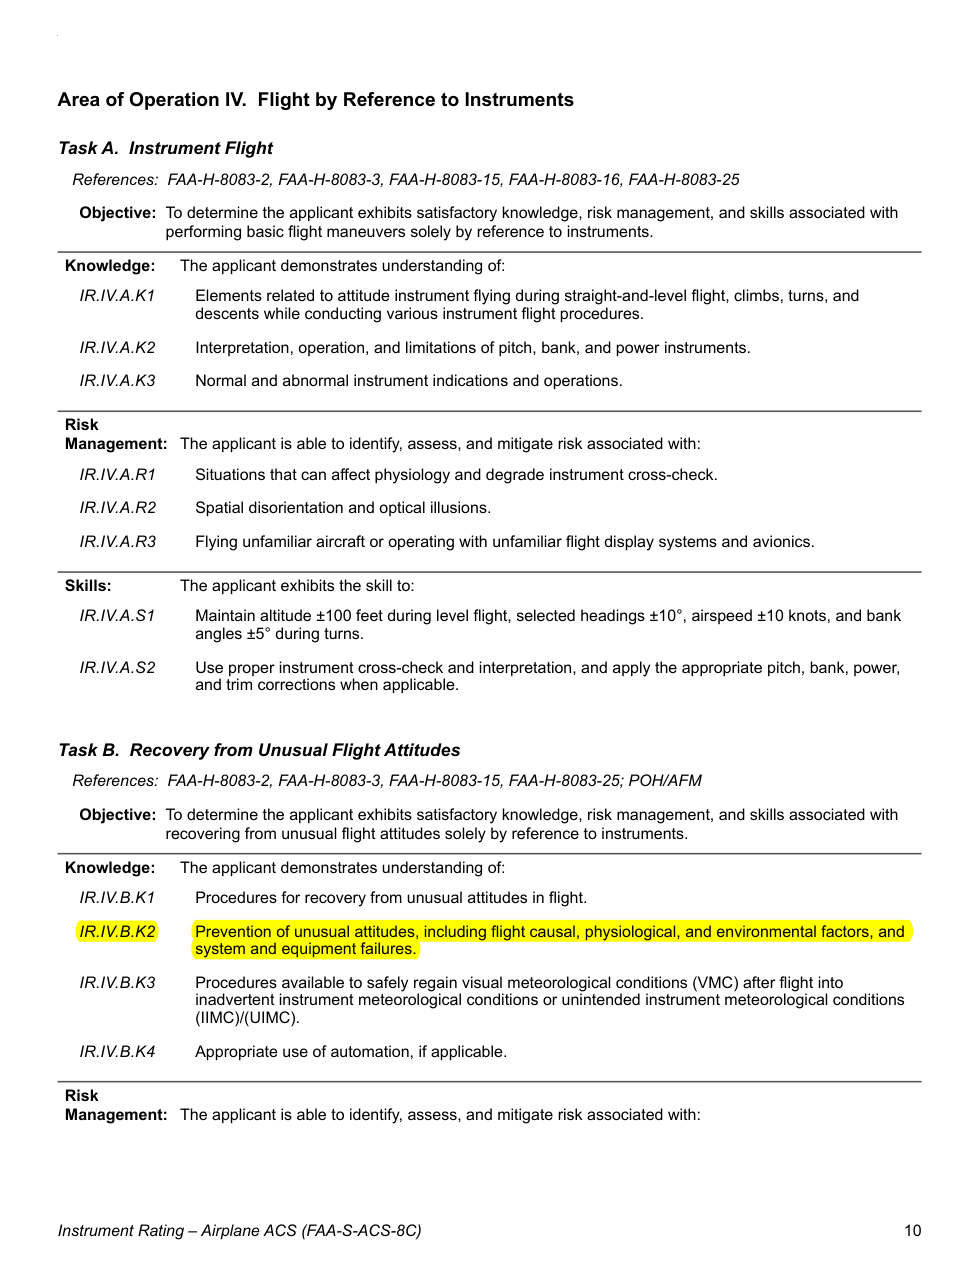 Area of Operation IV.  Flight by Reference to Instruments
Task A.  Instrument Flight
References:  FAA-H-8083-2, FAA-H-8083-3, FAA-H-8083-15, FAA-H-8083-16, FAA-H-8083-25
Objective:  To determine the applicant exhibits satisfactory knowledge, risk management, and skills associated with
performing basic flight maneuvers solely by reference to instruments.
Knowledge:  The applicant demonstrates understanding of:
IR.IV.A.K1  Elements related to attitude instrument flying during straight-and-level flight, climbs, turns, and
descents while conducting various instrument flight procedures.
IR.IV.A.K2  Interpretation, operation, and limitations of pitch, bank, and power instruments.
IR.IV.A.K3  Normal and abnormal instrument indications and operations.
Risk
Management:  The applicant is able to identify, assess, and mitigate risk associated with:
IR.IV.A.R1  Situations that can affect physiology and degrade instrument cross-check.
IR.IV.A.R2  Spatial disorientation and optical illusions.
IR.IV.A.R3  Flying unfamiliar aircraft or operating with unfamiliar flight display systems and avionics.
Skills:  The applicant exhibits the skill to:
IR.IV.A.S1  Maintain altitude ±100 feet during level flight, selected headings ±10°, airspeed ±10 knots, and bank
angles ±5° during turns.
IR.IV.A.S2  Use proper instrument cross-check and interpretation, and apply the appropriate pitch, bank, power,
and trim corrections when applicable.
Task B.  Recovery from Unusual Flight Attitudes
References:  FAA-H-8083-2, FAA-H-8083-3, FAA-H-8083-15, FAA-H-8083-25; POH/AFM
Objective:  To determine the applicant exhibits satisfactory knowledge, risk management, and skills associated with
recovering from unusual flight attitudes solely by reference to instruments.
Knowledge:  The applicant demonstrates understanding of:
IR.IV.B.K1  Procedures for recovery from unusual attitudes in flight.
IR.IV.B.K2  Prevention of unusual attitudes, including flight causal, physiological, and environmental factors, and
system and equipment failures.
IR.IV.B.K3  Procedures available to safely regain visual meteorological conditions (VMC) after flight into
inadvertent instrument meteorological conditions or unintended instrument meteorological conditions
(IIMC)/(UIMC).
IR.IV.B.K4  Appropriate use of automation, if applicable.
Risk
Management:  The applicant is able to identify, assess, and mitigate risk associated with:
Instrument Rating – Airplane ACS (FAA-S-ACS-8C)  10